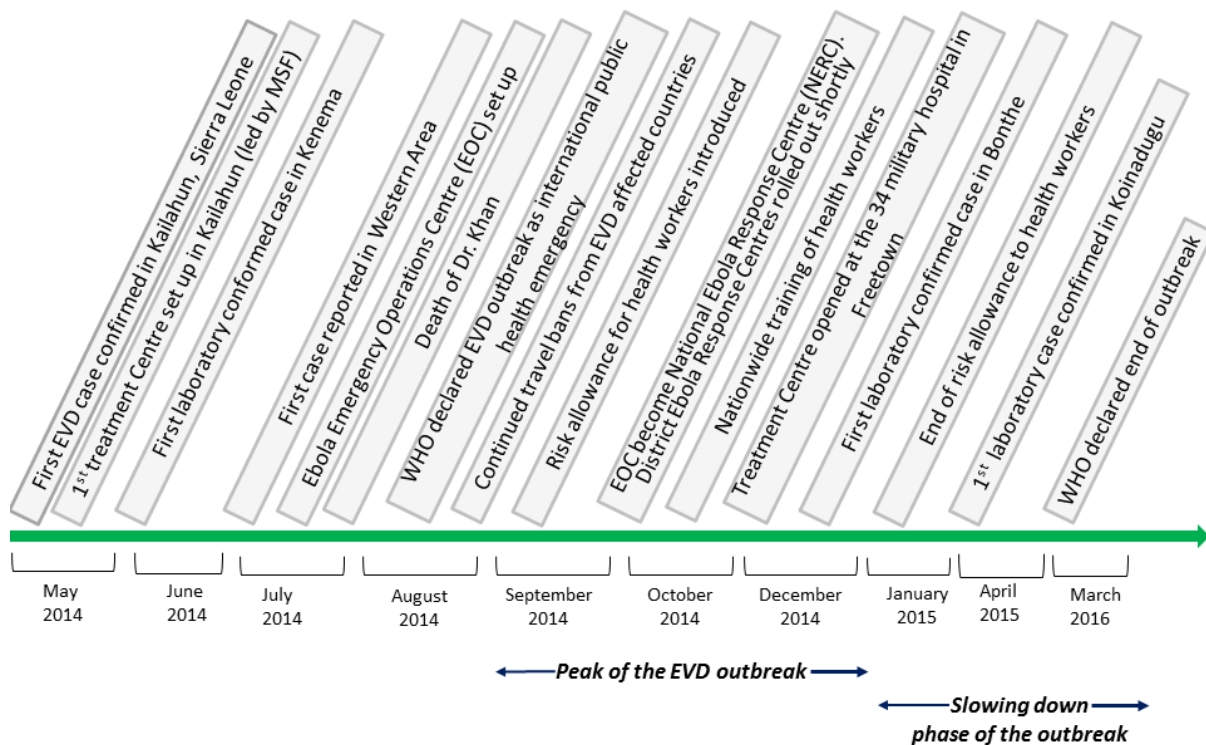 First EVD case confirmed in Kailahun, Sierra Leone
1st treatment Centre set up in Kailahun (led by MSF)
First laboratory conformed case in Kenema
First case reported in Western Area
Ebola Emergency Operations Centre (EOC) set up
Death of Dr. Khan
WHO declared EVD outbreak as international public
health emergency
Continued travel bans from EVD affected countries
Risk allowance for health workers introduced
EOC become National Ebola Response Centre (NERC).
District Ebola Response Centres rolled out shortly
Nationwide training of health workers
Treatment Centre opened at the 34 military hospital in
Freetown
First laboratory confirmed case in Bonthe
End of risk allowance to health workers
1st laboratory case confirmed in Koinadugu
WHO declared end of outbreak
May
2014
June
2014
July
2014
August
2014
September
2014
October
2014
December
2014
January
2015
April
2015
March
2016
Peak of the EVD outbreak
Slowing down
phase of the outbreak